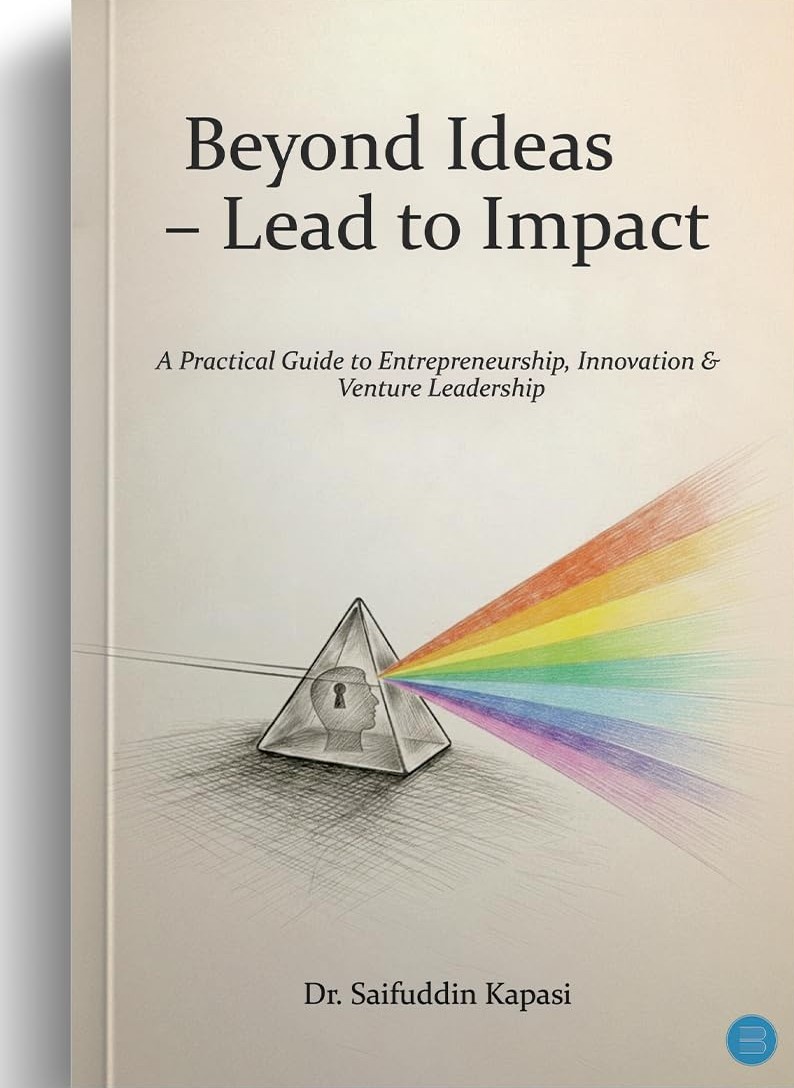 Beyond Ideas
– Lead to Impact
A Practical Guide to Entrepreneurship, Innovation &
Venture Leadership
Dr. Saifuddin Kapasi